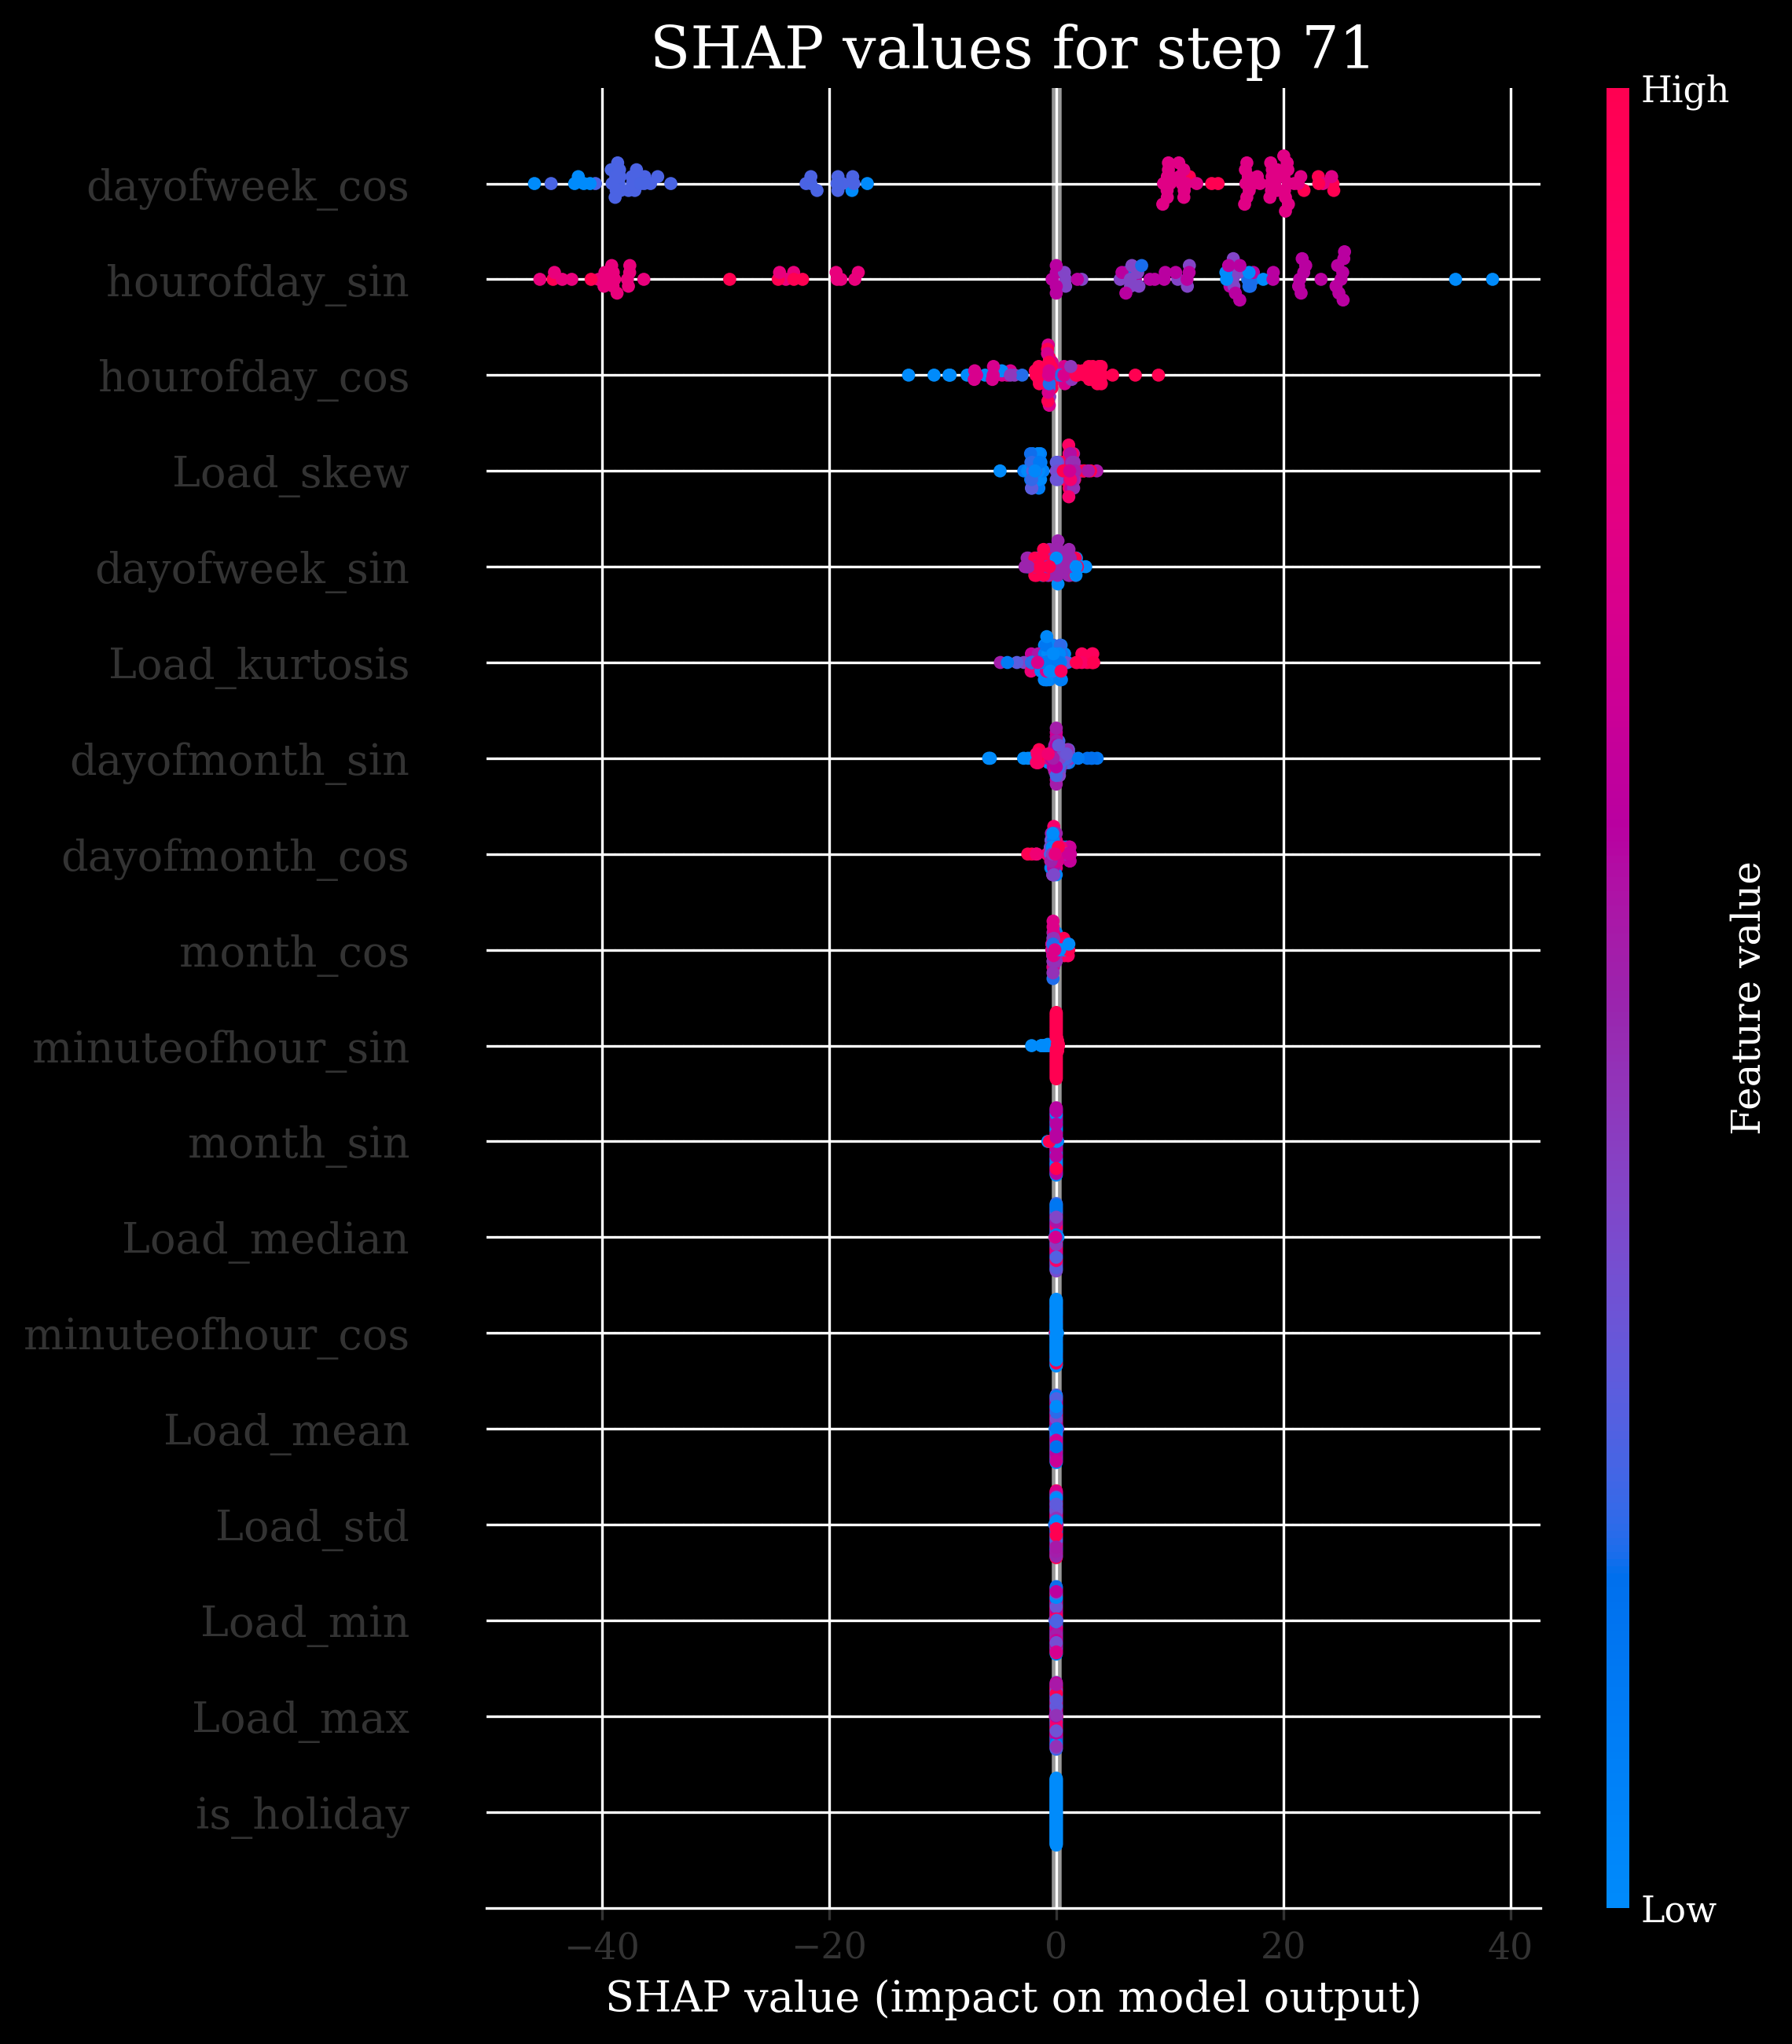 SHAP values for step 71
High
dayofweek_cos
hourofday_sin
hourofday_cos
Load_skew
dayofweek_sin
Load_kurtosis
dayofmonth_sin
dayofmonth_cos
month_cos
minuteofhour_sin
month_sin
Load_median
minuteofhour_cos
Load_mean
Load_std
Load_min
Load_max
is_holiday
Feature value
Low
−40 −20 0 20 40
SHAP value (impact on model output)